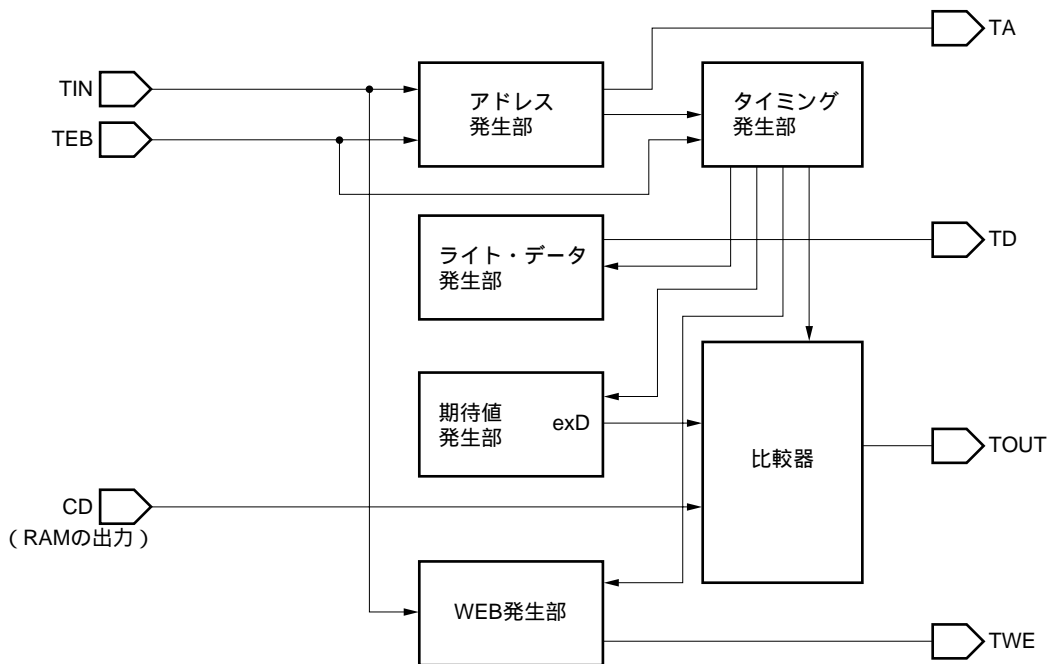 TA
TIN
アドレス
発生部
タイミング
発生部
TEB
ライト・データ
発生部
TD
期待値
発生部
exD
比較器
TOUT
CD
(RAMの出力)
WEB発生部
TWE